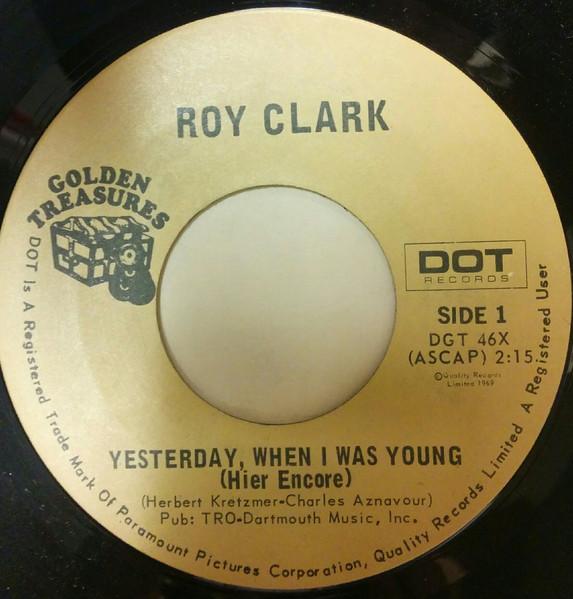 ROY CLARK
GOLDEN
TREASURES
DOT
RECORDS
SIDE 1
DGT 46X
(ASCAP) 2:15
©Quality Records
Limited 1969
YESTERDAY, WHEN I WAS YOUNG
(Hier Encore)
(Herbert Kretzmer-Charles Aznavour)
Pub: TRO-Dartmouth Music, Inc.
DOT Is A Registered Trade Mark Of Paramount Pictures Corporation, Quality Records Limited A Registered User